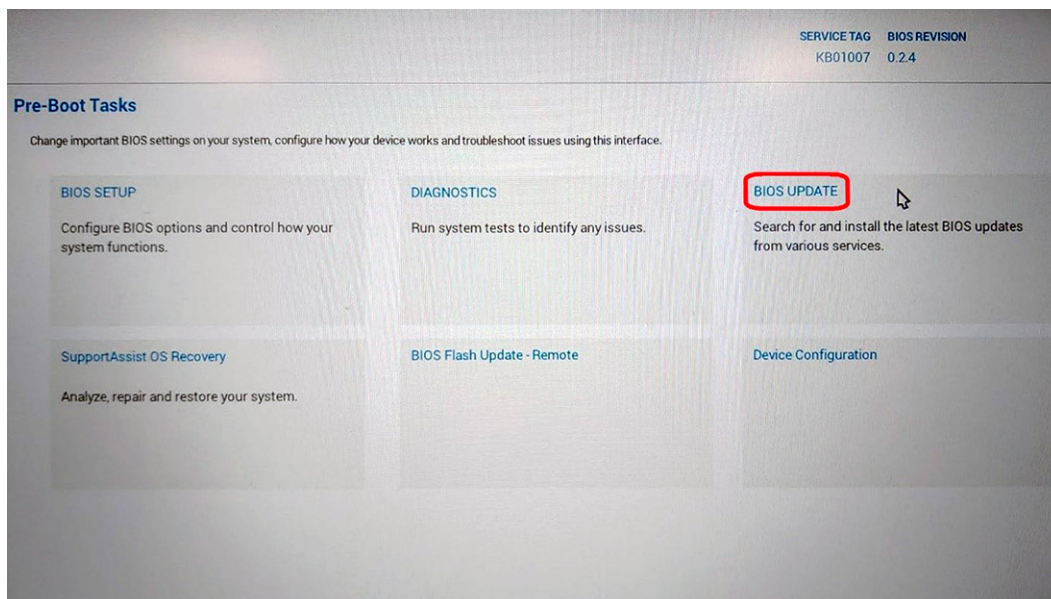 SERVICE TAG BIOS REVISION
KB01007 0.2.4
Pre-Boot Tasks
Change important BIOS settings on your system, configure how your device works and troubleshoot issues using this interface.
BIOS SETUP
Configure BIOS options and control how your
system functions.
DIAGNOSTICS
Run system tests to identify any issues.
BIOS UPDATE
Search for and install the latest BIOS updates
from various services.
SupportAssist OS Recovery
Analyze, repair and restore your system.
BIOS Flash Update - Remote
Device Configuration